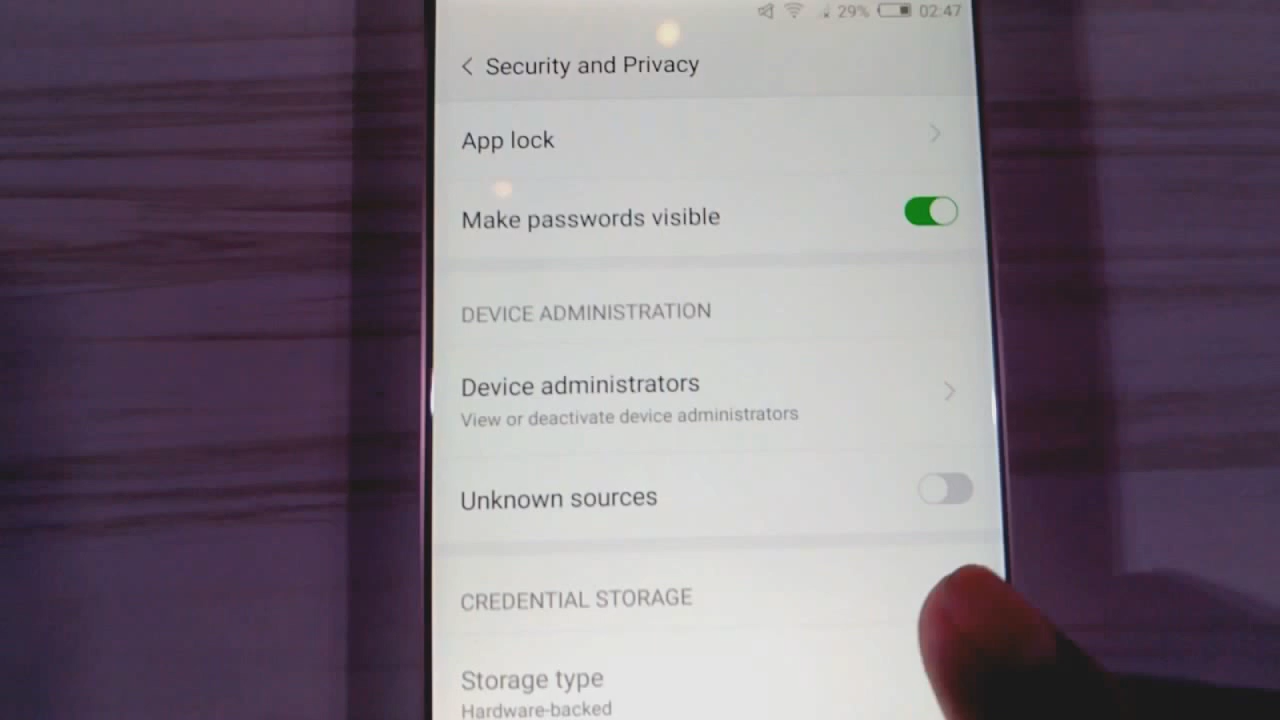 29% 02:47
Security and Privacy
App lock
Make passwords visible
DEVICE ADMINISTRATION
Device administrators
View or deactivate device administrators
Unknown sources
CREDENTIAL STORAGE
Storage type
Hardware-backed